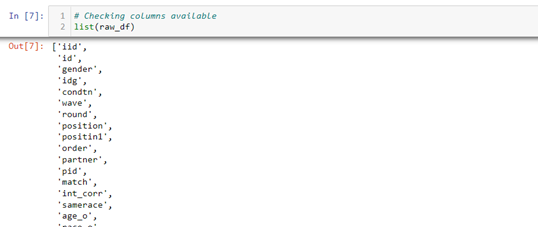 In [7]: 1 # Checking columns available
2 list(raw_df)
Out[7]: ['iid',
'id',
'gender',
'idg',
'condtn',
'wave',
'round',
'position',
'positin1',
'order',
'partner',
'pid',
'match',
'int_corr',
'samerace',
'age_o',